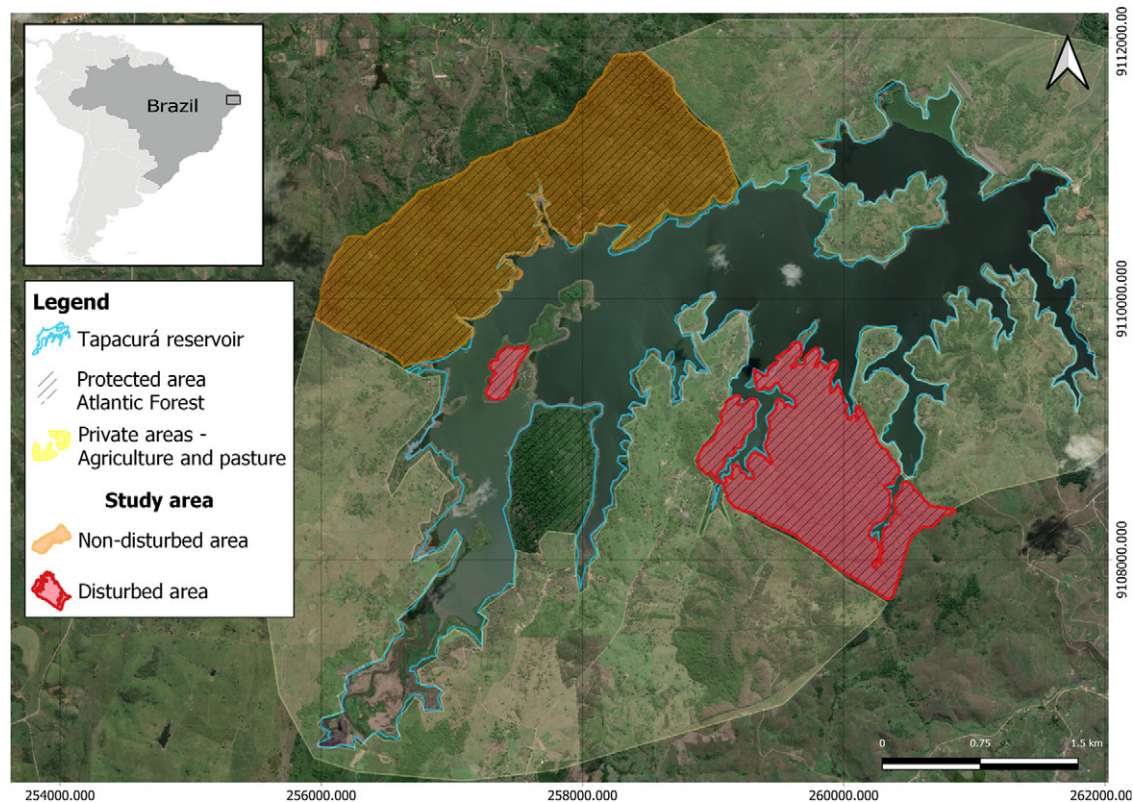 Brazil
Legend
Tapacurá reservoir
Protected area
Atlantic Forest
Private areas -
Agriculture and pasture
Study area
Non-disturbed area
Disturbed area
9112000.00
9110000.000
9108000.000
0 0.75 1.5 km
254000.000 256000.000 258000.000 260000.000 262000.000